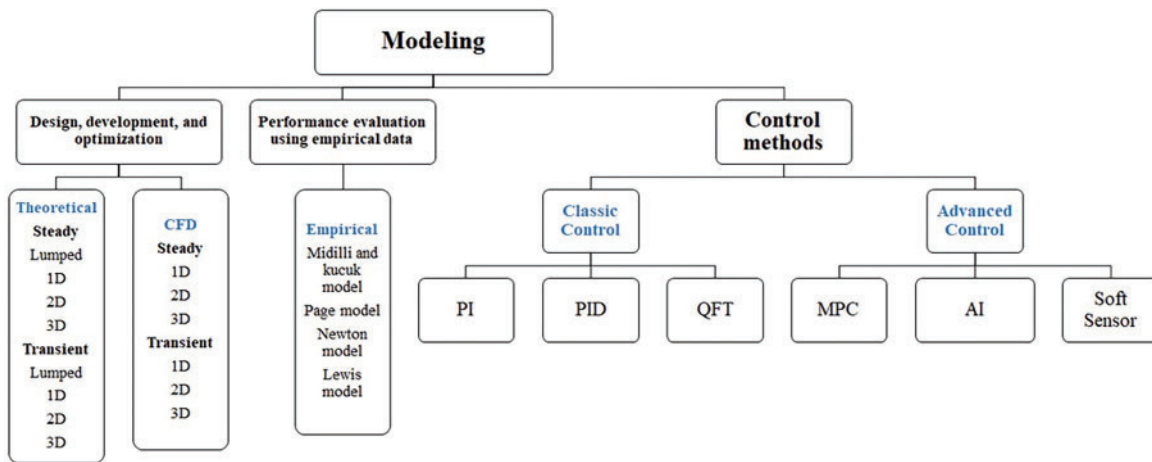 Modeling
Design, development, and
optimization
Performance evaluation
using empirical data
Control
methods
Theoretical
Steady
Lumped
1D
2D
3D
Transient
Lumped
1D
2D
3D
CFD
Steady
1D
2D
3D
Transient
1D
2D
3D
Empirical
Midilli and
kucuk
model
Page model
Newton
model
Lewis
model
Classic
Control
Advanced
Control
PI
PID
QFT
MPC
AI
Soft
Sensor